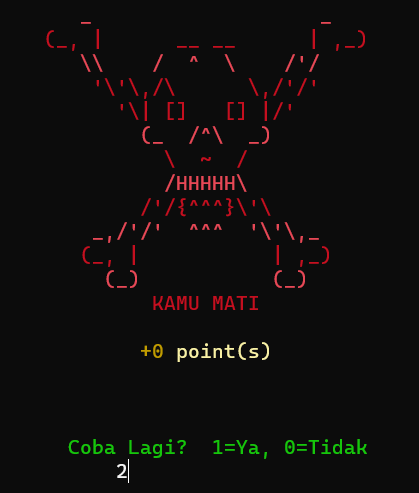 KAMU MATI
+0 point(s)
Coba Lagi?  1=Ya, 0=Tidak
2